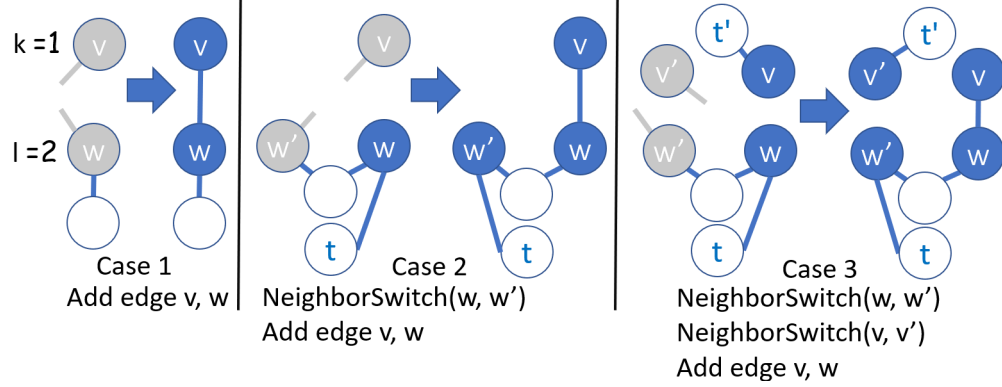 k =1
l =2
v
w
v
w
Case 1
Add edge v, w
v
w'
w
t
v
w'
w
t
Case 2
NeighborSwitch(w, w')
Add edge v, w
t'
v'
v
w'
w
t
t'
v'
v
w'
w
t
Case 3
NeighborSwitch(w, w')
NeighborSwitch(v, v')
Add edge v, w